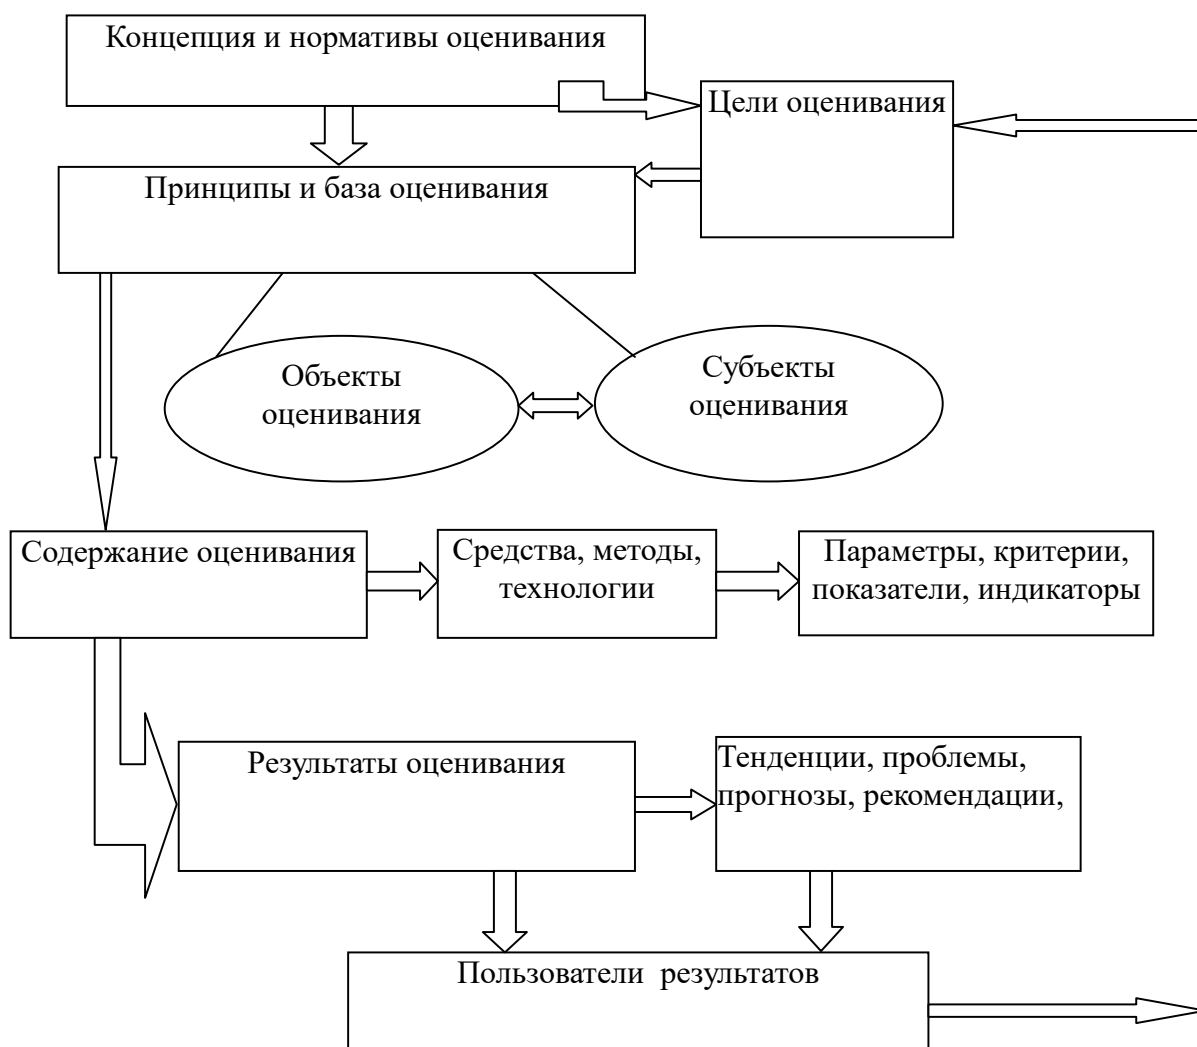 Концепция и нормативы оценивания
Цели оценивания
Принципы и база оценивания
Объекты
оценивания
Субъекты
оценивания
Содержание оценивания
Средства, методы,
технологии
Параметры, критерии,
показатели, индикаторы
Результаты оценивания
Тенденции, проблемы,
прогнозы, рекомендации,
Пользователи результатов